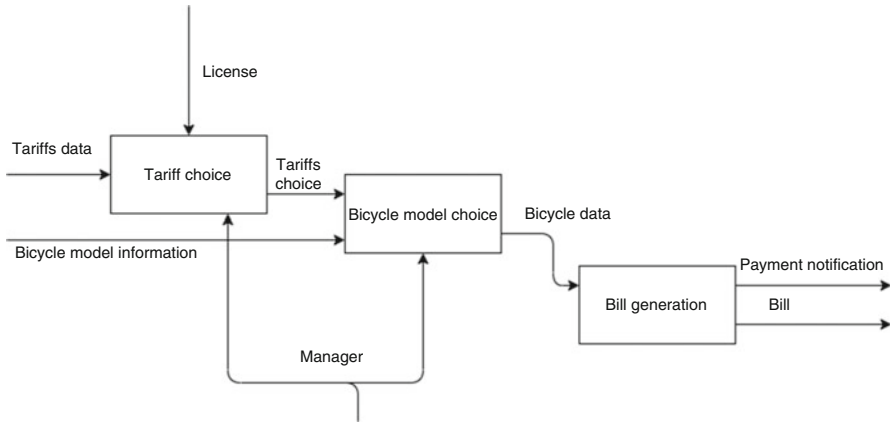 License
Tariffs data
Tariff choice
Tariffs
choice
Bicycle model choice
Bicycle data
Bicycle model information
Payment notification
Bill generation
Bill
Manager